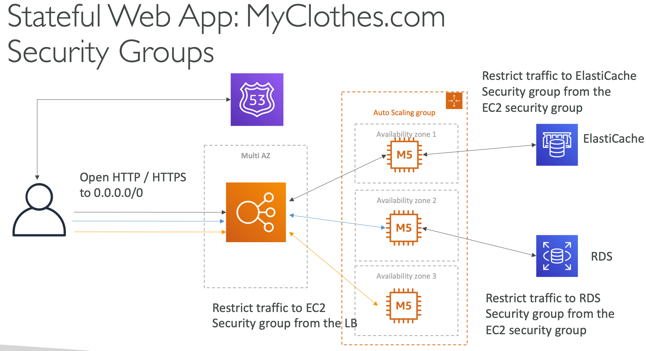 Stateful Web App: MyClothes.com
Security Groups
53
Open HTTP / HTTPS
to 0.0.0.0/0
Multi AZ
Restrict traffic to EC2
Security group from the LB
Auto Scaling group
Availability zone 1
M5
Availability zone 2
M5
Availability zone 3
M5
Restrict traffic to ElastiCache
Security group from the
EC2 security group
ElastiCache
RDS
Restrict traffic to RDS
Security group from the
EC2 security group